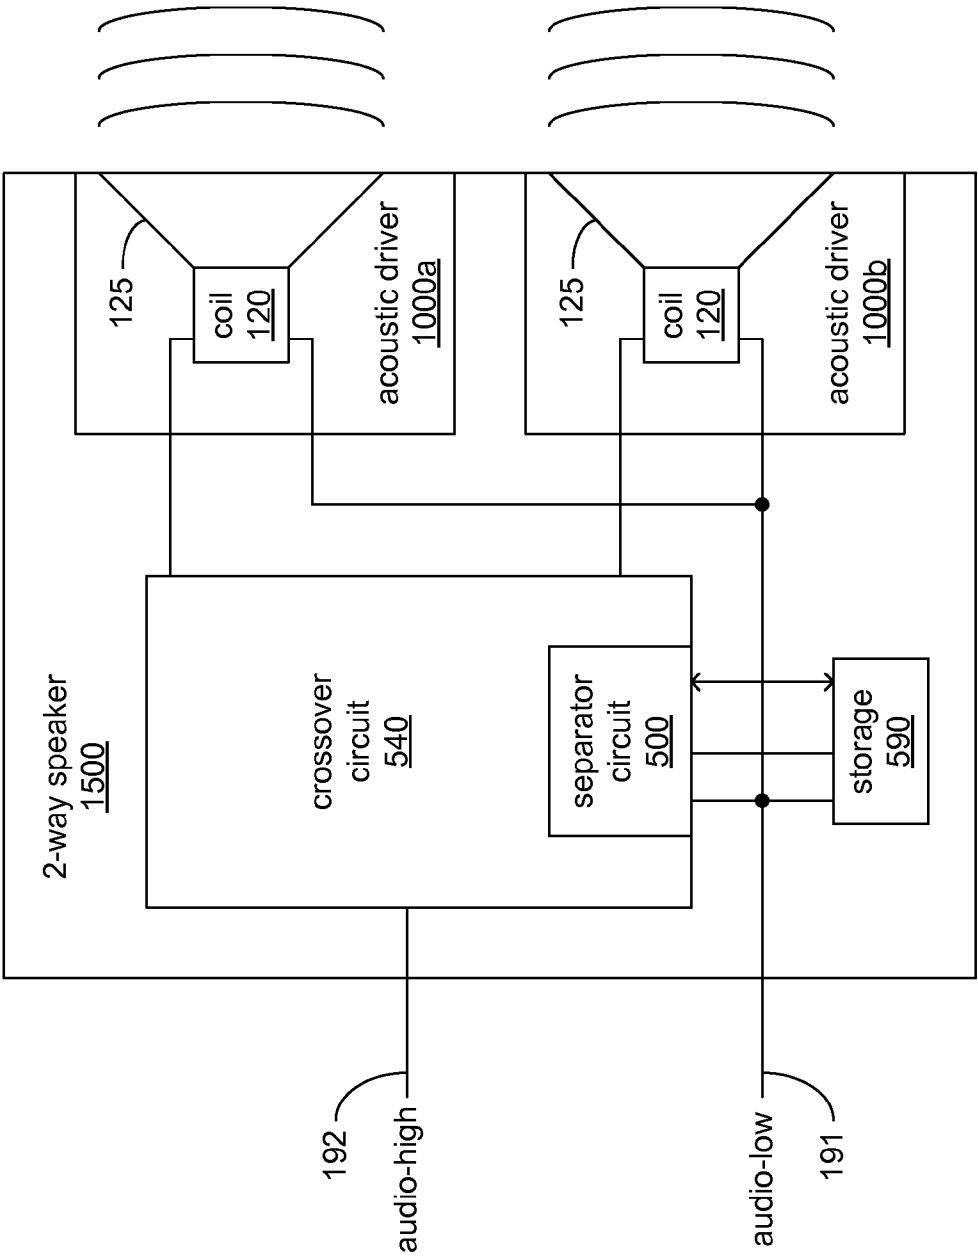 2-way speaker
1500
192
audio-high
audio-low
191
crossover
circuit
540
separator
circuit
500
storage
590
125
coil
120
acoustic driver
1000a
125
coil
120
acoustic driver
1000b